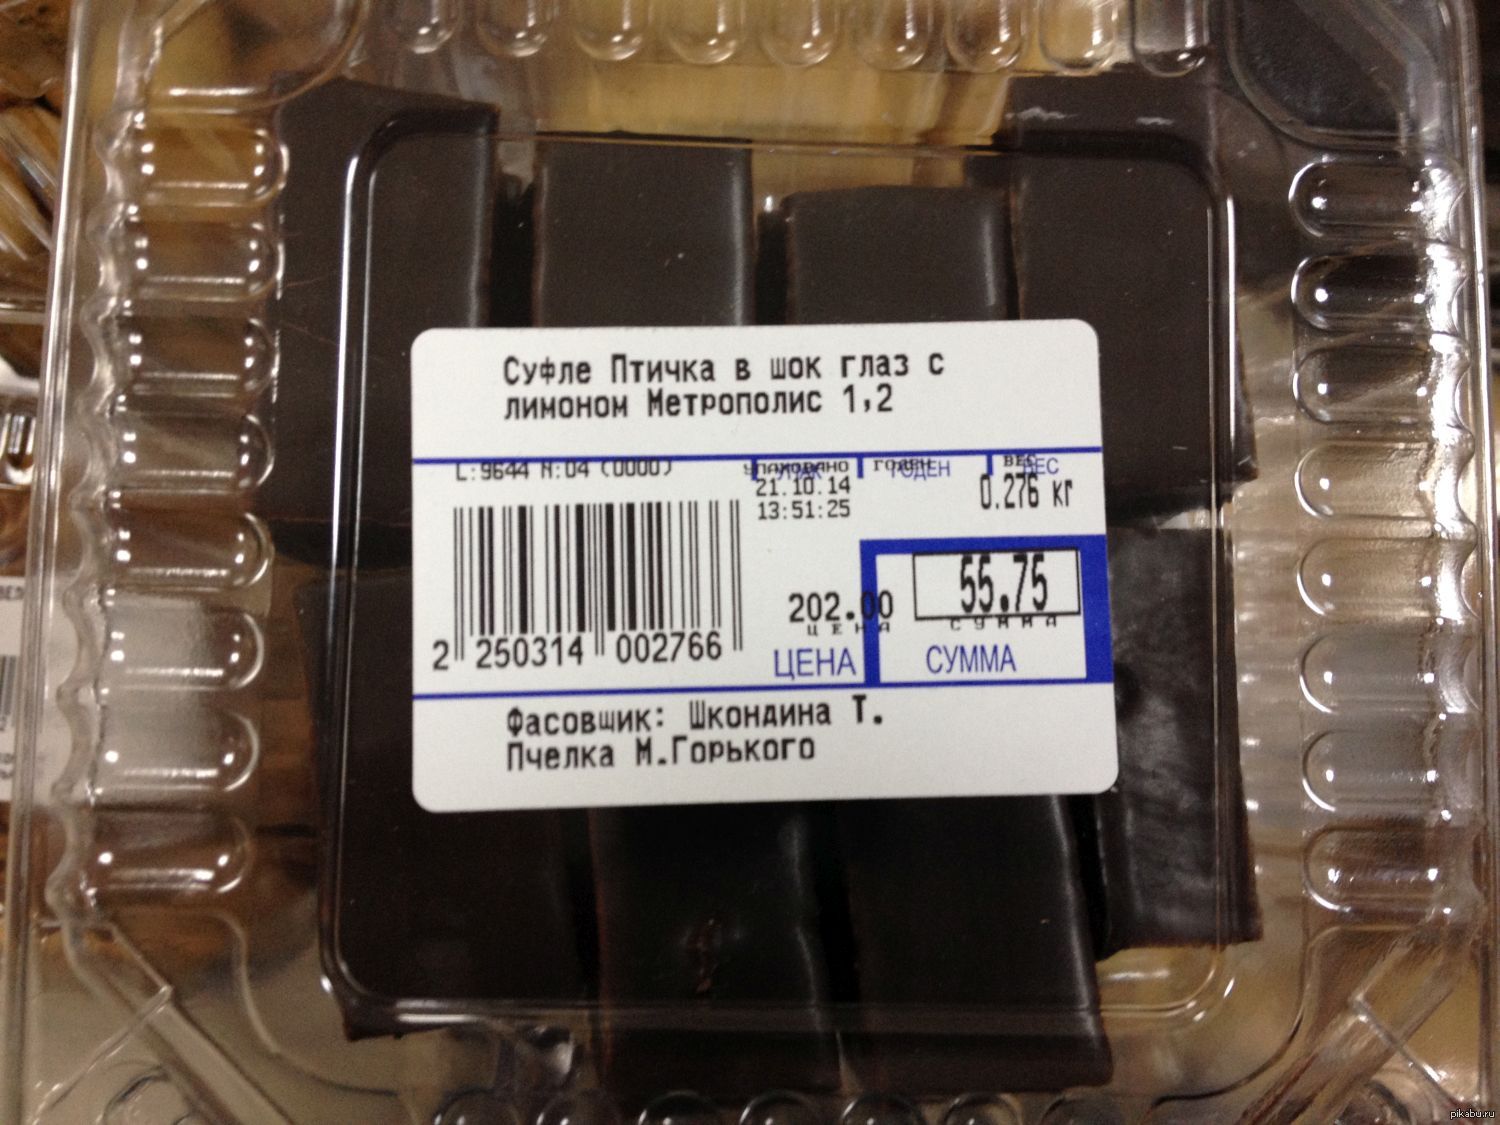 Суфле Птичка в шок глаз с
лимоном Метрополис 1,2
L:9644 N:04 (0000)
УПАКОВАНО ГОДЕН ВЕС
ГОДЕН ВЕС
21.10.14
0.276 кг
13:51:25
55.75
202.00
ЦЕНА СУММА
2 250314 002766
ЦЕНА СУММА
Фасовщик: Шкондина Т.
Пчелка М.Горького
pikabu.ru